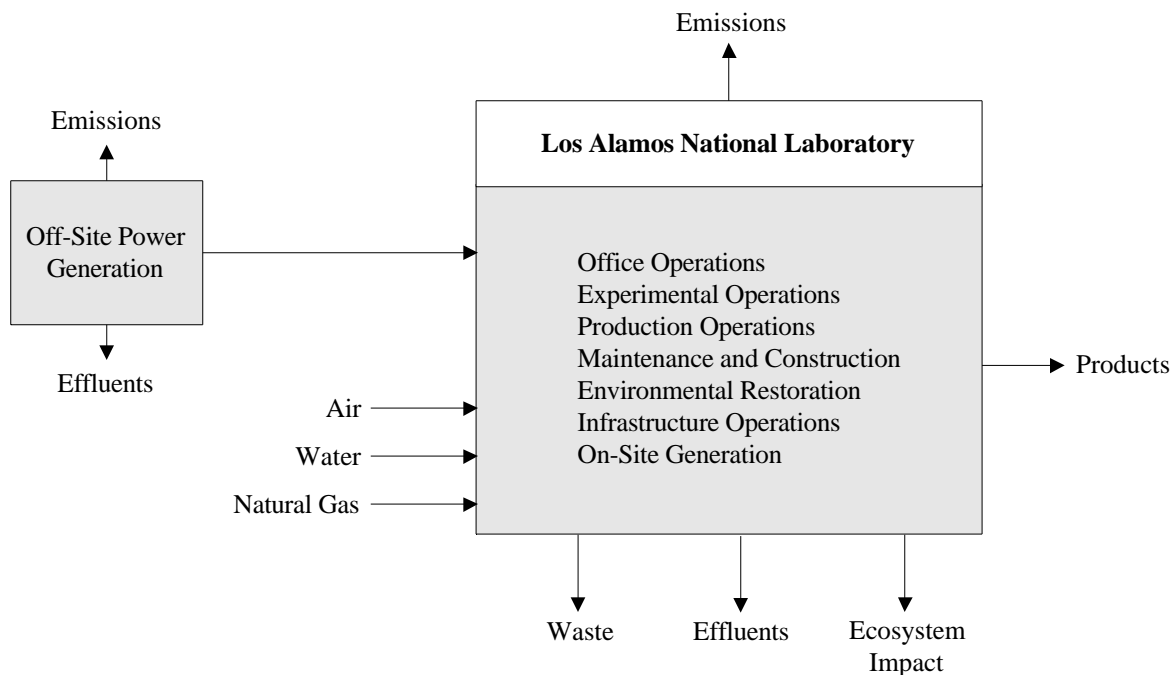 Emissions
Emissions
Los Alamos National Laboratory
Off-Site Power
Generation
Office Operations
Experimental Operations
Production Operations
Maintenance and Construction
Environmental Restoration
Infrastructure Operations
On-Site Generation
Effluents
Products
Air
Water
Natural Gas
Waste
Effluents
Ecosystem
Impact